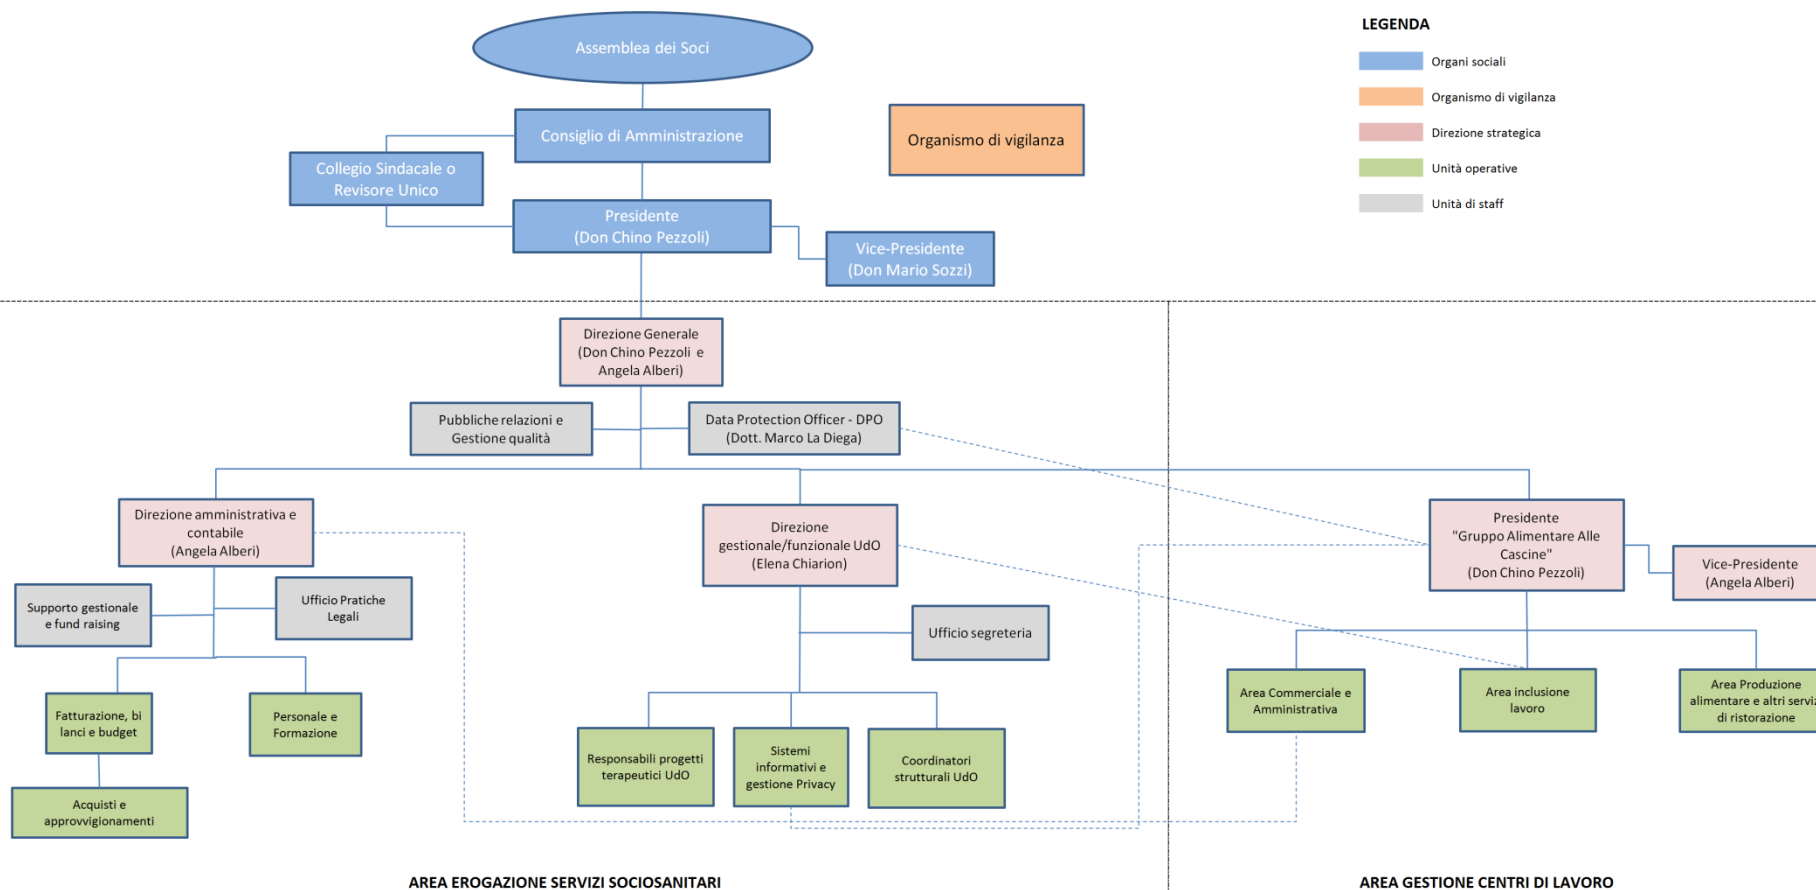 Assemblea dei Soci
LEGENDA
Organi sociali
Organismo di vigilanza
Direzione strategica
Unità operative
Unità di staff
Consiglio di Amministrazione
Organismo di vigilanza
Collegio Sindacale o
Revisore Unico
Presidente
(Don Chino Pezzoli)
Vice-Presidente
(Don Mario Sozzi)
Direzione Generale
(Don Chino Pezzoli e
Angela Alberi)
Pubbliche relazioni e
Gestione qualità
Data Protection Officer - DPO
(Dott. Marco La Diega)
Direzione amministrativa e
contabile
(Angela Alberi)
Direzione
gestionale/funzionale UdO
(Elena Chiarion)
Presidente
"Gruppo Alimentare Alle
Cascine"
(Don Chino Pezzoli)
Vice-Presidente
(Angela Alberi)
Supporto gestionale
e fund raising
Ufficio Pratiche
Legali
Ufficio segreteria
Fatturazione, bi
lanci e budget
Personale e
Formazione
Acquisti e
approvvigionamenti
Responsabili progetti
terapeutici UdO
Sistemi
informativi e
gestione Privacy
Coordinatori
strutturali UdO
Area Commerciale e
Amministrativa
Area inclusione
lavoro
Area Produzione
alimentare e altri serviz
di ristorazione
AREA EROGAZIONE SERVIZI SOCIOSANITARI
AREA GESTIONE CENTRI DI LAVORO